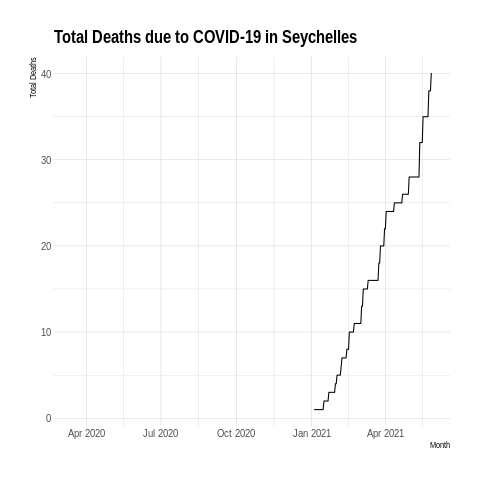 Total Deaths due to COVID-19 in Seychelles
Total Deaths
40
30
20
10
0
Apr 2020 Jul 2020 Oct 2020 Jan 2021 Apr 2021
Month